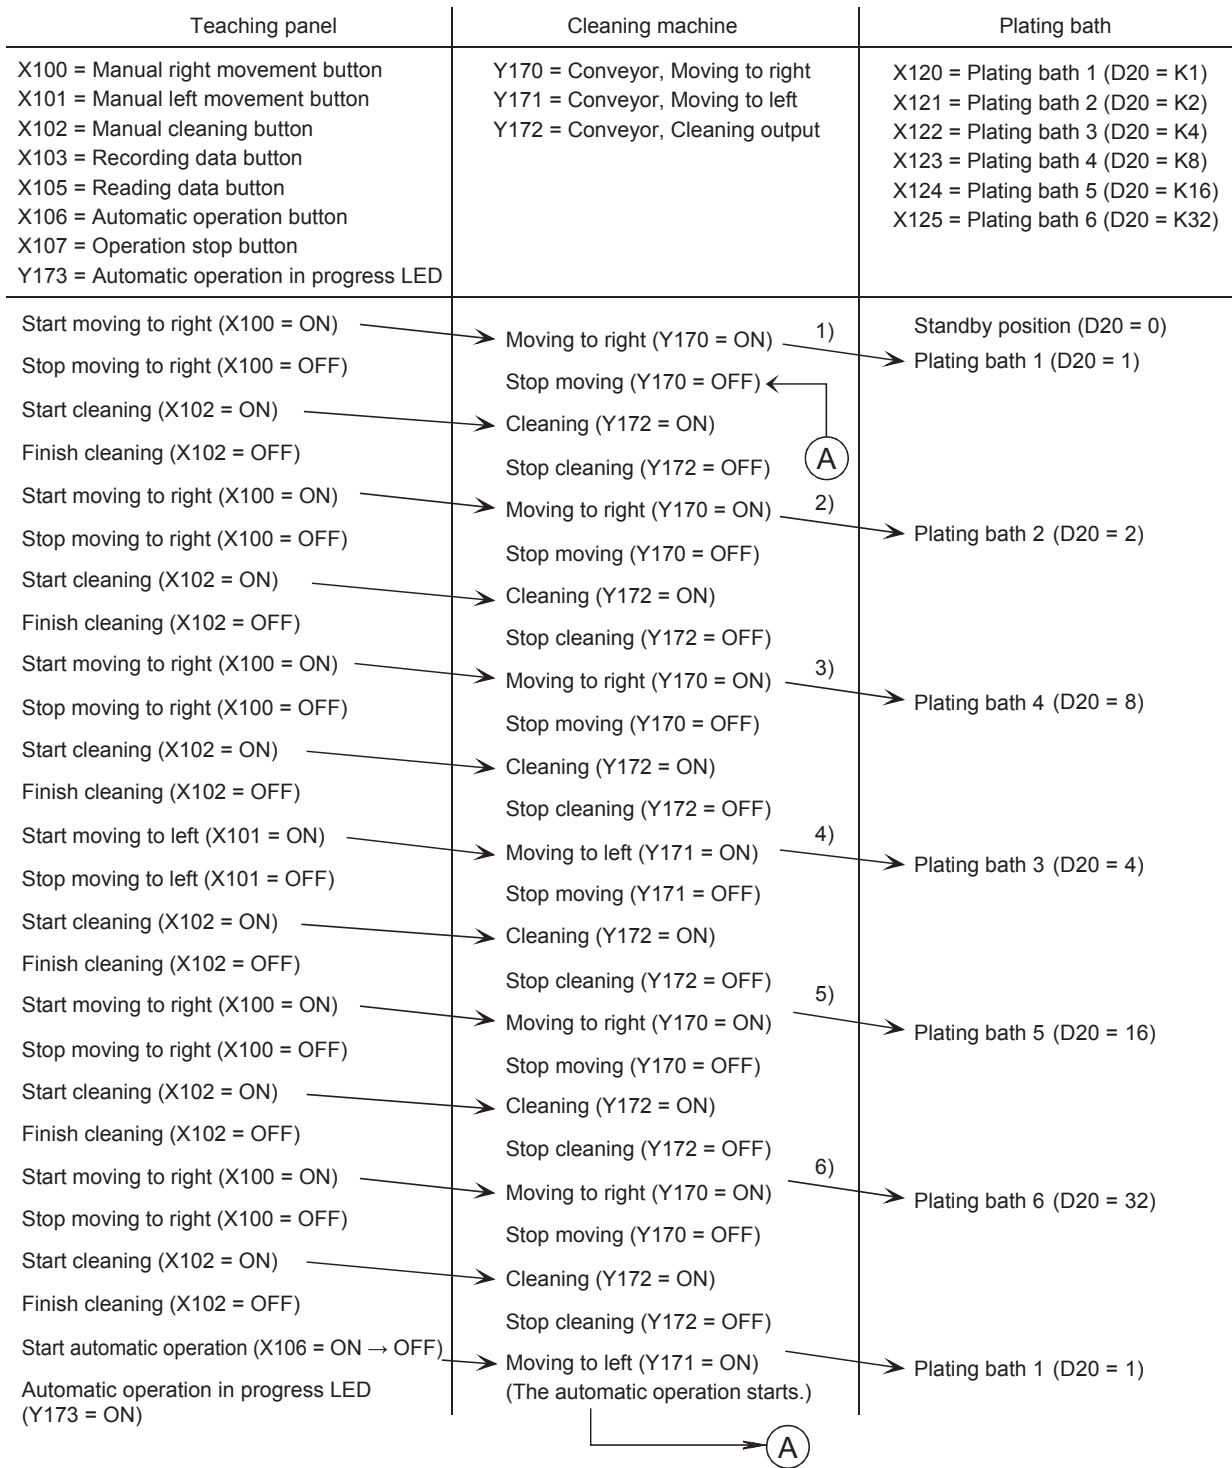 Teaching panel
Cleaning machine
Plating bath
X100 = Manual right movement button
X101 = Manual left movement button
X102 = Manual cleaning button
X103 = Recording data button
X105 = Reading data button
X106 = Automatic operation button
X107 = Operation stop button
Y173 = Automatic operation in progress LED
Y170 = Conveyor, Moving to right
Y171 = Conveyor, Moving to left
Y172 = Conveyor, Cleaning output
X120 = Plating bath 1 (D20 = K1)
X121 = Plating bath 2 (D20 = K2)
X122 = Plating bath 3 (D20 = K4)
X123 = Plating bath 4 (D20 = K8)
X124 = Plating bath 5 (D20 = K16)
X125 = Plating bath 6 (D20 = K32)
Start moving to right (X100 = ON)
Stop moving to right (X100 = OFF)
Start cleaning (X102 = ON)
Finish cleaning (X102 = OFF)
Start moving to right (X100 = ON)
Stop moving to right (X100 = OFF)
Start cleaning (X102 = ON)
Finish cleaning (X102 = OFF)
Start moving to right (X100 = ON)
Stop moving to right (X100 = OFF)
Start cleaning (X102 = ON)
Finish cleaning (X102 = OFF)
Start moving to left (X101 = ON)
Stop moving to left (X101 = OFF)
Start cleaning (X102 = ON)
Finish cleaning (X102 = OFF)
Start moving to right (X100 = ON)
Stop moving to right (X100 = OFF)
Start cleaning (X102 = ON)
Finish cleaning (X102 = OFF)
Start moving to right (X100 = ON)
Stop moving to right (X100 = OFF)
Start cleaning (X102 = ON)
Finish cleaning (X102 = OFF)
Start automatic operation (X106 = ON → OFF)
Automatic operation in progress LED
(Y173 = ON)
Moving to right (Y170 = ON)
1)
Stop moving (Y170 = OFF)
Cleaning (Y172 = ON)
A
Stop cleaning (Y172 = OFF)
Moving to right (Y170 = ON)
2)
Stop moving (Y170 = OFF)
Cleaning (Y172 = ON)
Stop cleaning (Y172 = OFF)
Moving to right (Y170 = ON)
3)
Stop moving (Y170 = OFF)
Cleaning (Y172 = ON)
Stop cleaning (Y172 = OFF)
Moving to left (Y171 = ON)
4)
Stop moving (Y171 = OFF)
Cleaning (Y172 = ON)
Stop cleaning (Y172 = OFF)
5)
Moving to right (Y170 = ON)
Stop moving (Y170 = OFF)
Cleaning (Y172 = ON)
Stop cleaning (Y172 = OFF)
6)
Moving to right (Y170 = ON)
Stop moving (Y170 = OFF)
Cleaning (Y172 = ON)
Stop cleaning (Y172 = OFF)
Moving to left (Y171 = ON)
(The automatic operation starts.)
A
Standby position (D20 = 0)
Plating bath 1 (D20 = 1)
Plating bath 2 (D20 = 2)
Plating bath 4 (D20 = 8)
Plating bath 3 (D20 = 4)
Plating bath 5 (D20 = 16)
Plating bath 6 (D20 = 32)
Plating bath 1 (D20 = 1)